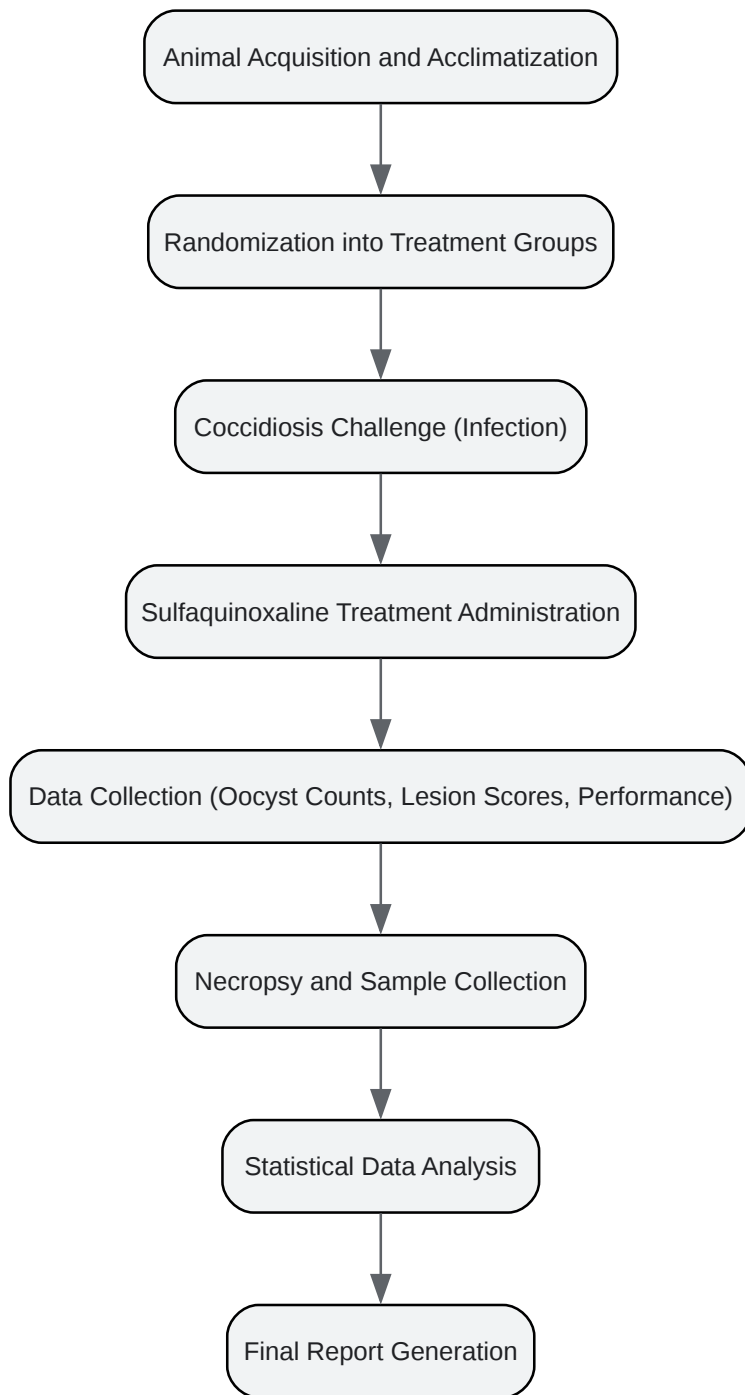 Animal Acquisition and Acclimatization
Randomization into Treatment Groups
Coccidiosis Challenge (Infection)
Sulfaquinoxaline Treatment Administration
Data Collection (Oocyst Counts, Lesion Scores, Performance)
Necropsy and Sample Collection
Statistical Data Analysis
Final Report Generation